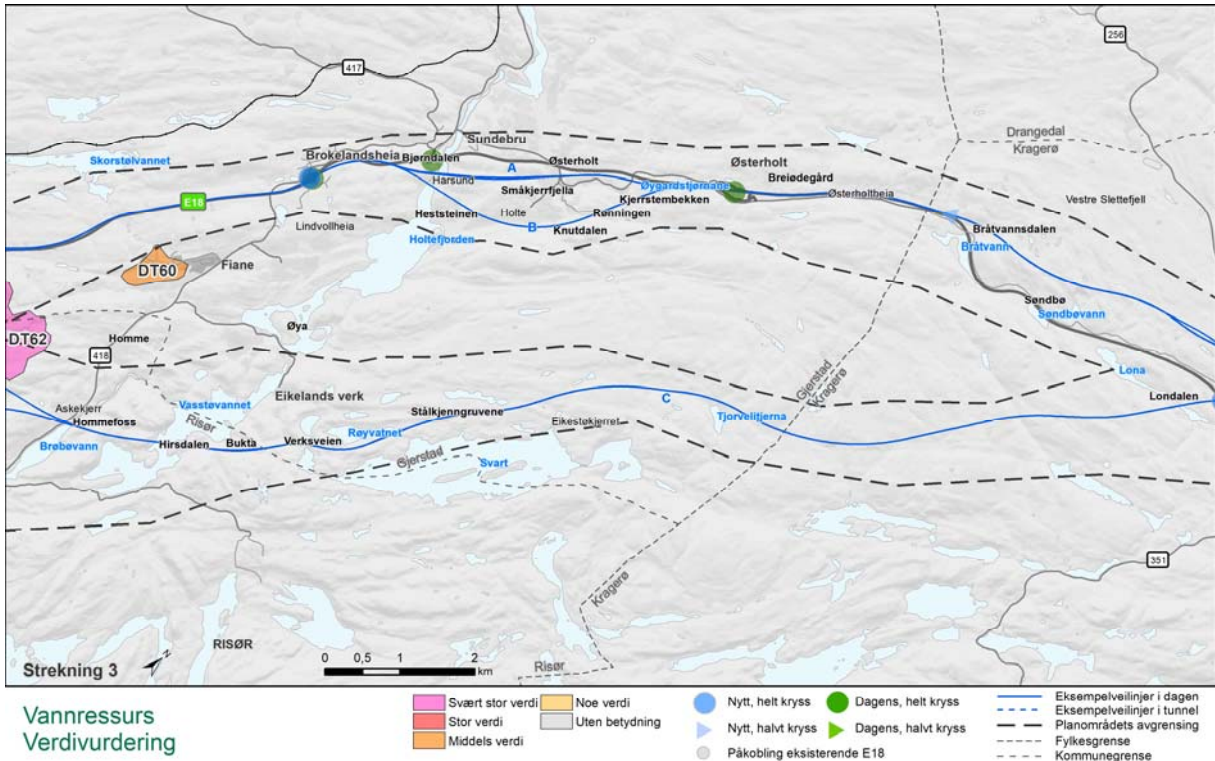 256
417
Drangedal
Kragerø
Sundebru
Skorstølvannet
Brokelandsheia
Bjørndalen
Østerholt
Østerholt
A
Harsund
Småkjerrfjella
Øygardstjørnane
Breiødegård
Kjerrstembekken
Østerholtheia
Vestre Slettefjell
E18
Heststeinen
Holte
Rønningen
Lindvollheia
B
Knutdalen
Holtefjorden
Bråtvannsdalen
Bråtvann
DT60
Fiane
Søndbø
Søndbøvann
DT62
Homme
Øya
418
Gjerstad
Kragerø
Lona
Eikelands verk
Vasstøvannet
Askekjerr
Hommefoss
Risør
Stålkjenngruvene
C
Tjorvelitjerna
Londalen
Røyvatnet
Eikestøkjerret
Brøbøvann
Hirsdalen
Bukta
Verksveien
Gjerstad
Svart
351
Kragerø
RISØR
Risør
Strekning 3
N
0 0,5 1 2
km
Vannressurs
Verdivurdering
Svært stor verdi
Stor verdi
Middels verdi
Noe verdi
Uten betydning
Nytt, helt kryss
Nytt, halvt kryss
Påkobling eksisterende E18
Dagens, helt kryss
Dagens, halvt kryss
Eksempelveilinjer i dagen
Eksempelveilinjer i tunnel
Planområdets avgrensing
Fylkesgrense
Kommunegrense